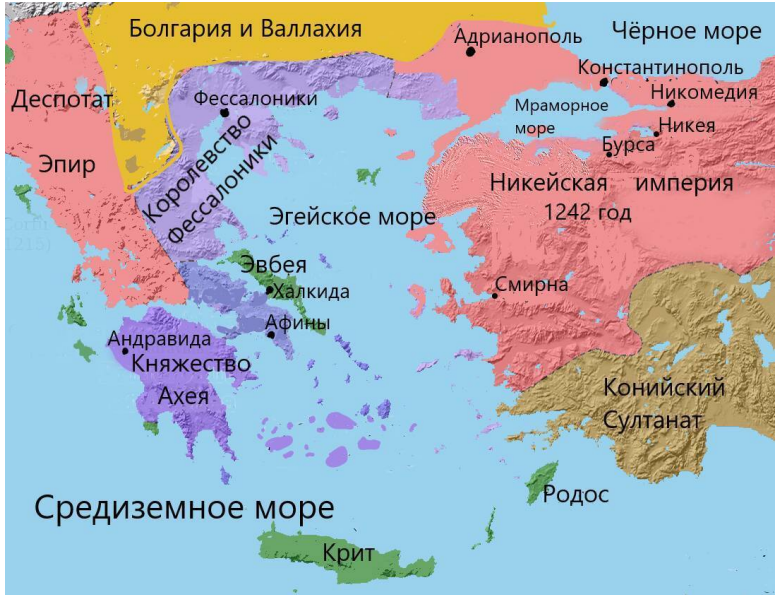 Болгария и Валлахия
Чёрное море
Адрианополь
Константинополь
Деспотат
Эпир
Фессалоники
Никомедия
Мраморное
море
Никея
Бурса
Королевство
Фессалоники
Никейская империя
1242 год
Эгейское море
1215)
Эвбея
Халкида
Смирна
Афины
Андравида
Княжество
Ахея
Конийский
Султанат
Средиземное море
Родос
Крит